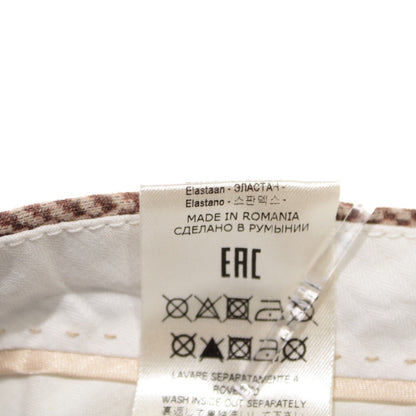 Elastaan - ЭЛАСТАН -
Elastano - 스판덱스 -
MADE IN ROMANIA
СДЕЛАНО В РУМЫНИИ
EAC
LAVARE SEPARATAMENTE A
WASH INSIDE OUT SEPARATELY